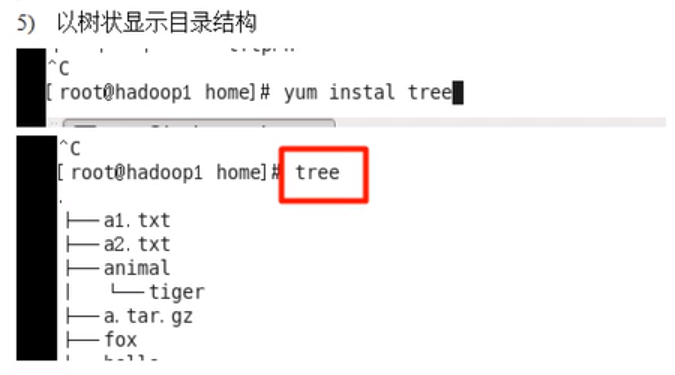 5) 以树状显示目录结构
^C
[ root@hadoop1 home]# yum instal tree
^C
[ root@hadoop1 home]# tree
.
├──a1.txt
├──a2.txt
├──animal
│   └──tiger
├──a.tar.gz
├──fox